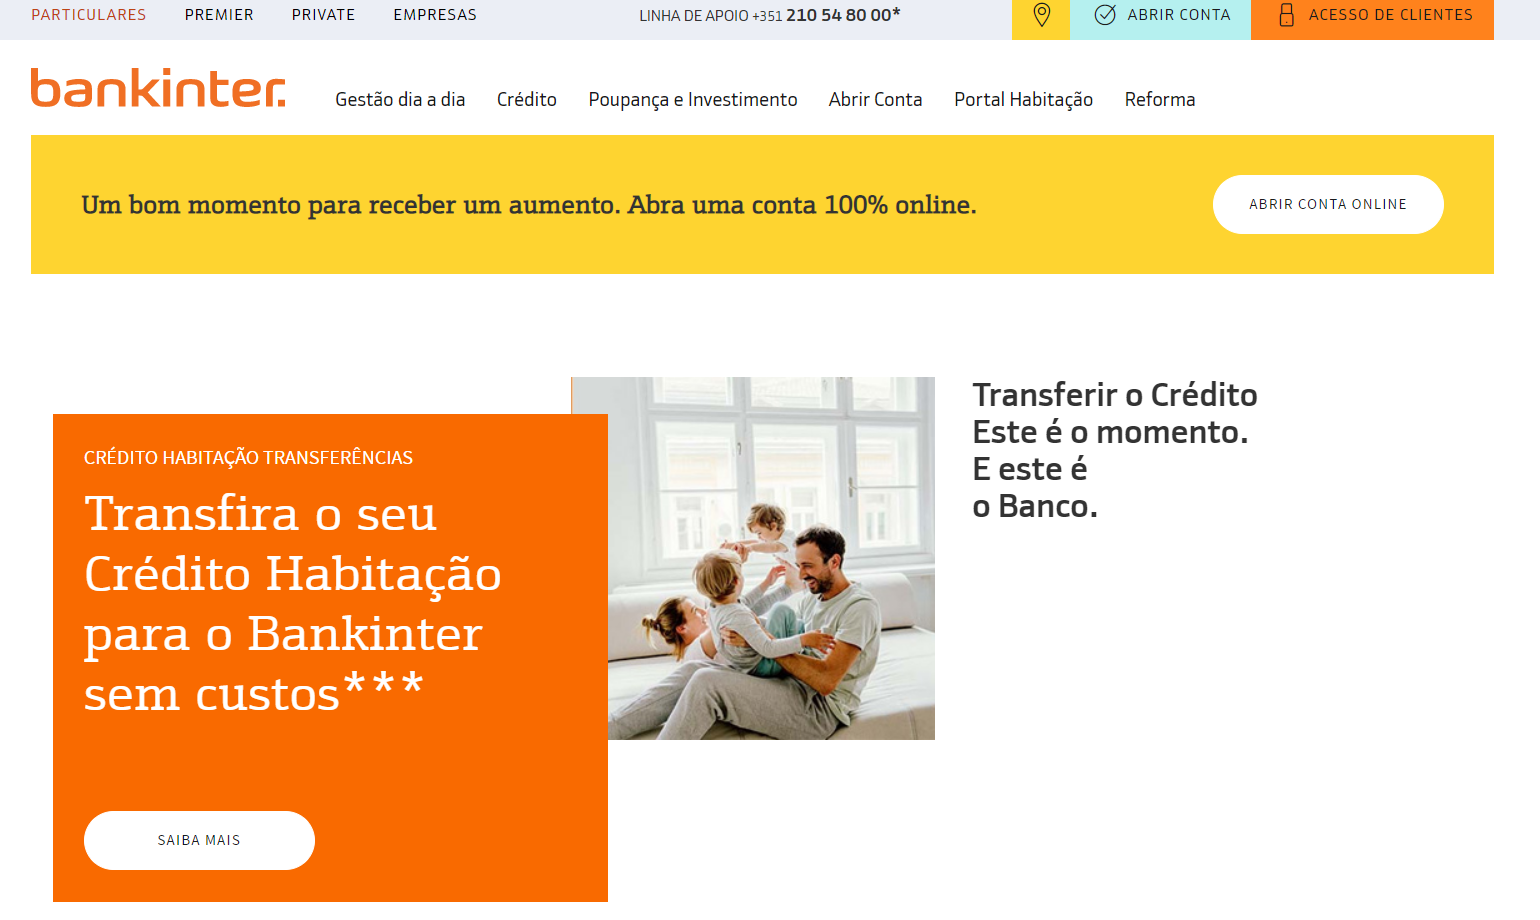 PARTICULARES PREMIER PRIVATE EMPRESAS LINHA DE APOIO +351 210 54 80 00* ABRIR CONTA ACESSO DE CLIENTES
bankinter.
Gestão dia a dia Crédito Poupança e Investimento Abrir Conta Portal Habitação Reforma
Um bom momento para receber um aumento. Abra uma conta 100% online.
ABRIR CONTA ONLINE
CRÉDITO HABITAÇÃO TRANSFERÊNCIAS
Transfira o seu
Crédito Habitação
para o Bankinter
sem custos***
SAIBA MAIS
Transferir o Crédito
Este é o momento.
E este é
o Banco.